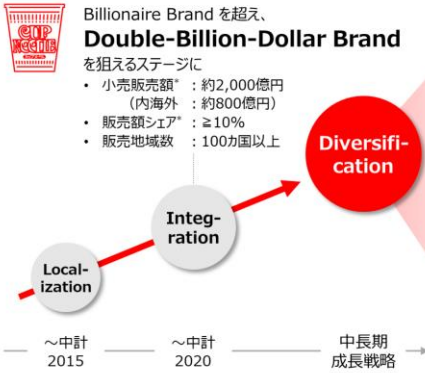 CUP
NOODLE
Billionaire Brand を超え、
Double-Billion-Dollar Brand
を狙えるステージに
• 小売販売額* : 約2,000億円
（内海外 : 約800億円）
• 販売額シェア* : ≧10%
• 販売地域数 : 100カ国以上
Diversifi-
cation
Integ-
ration
Local-
ization
～中計
2015
～中計
2020
中長期
成長戦略